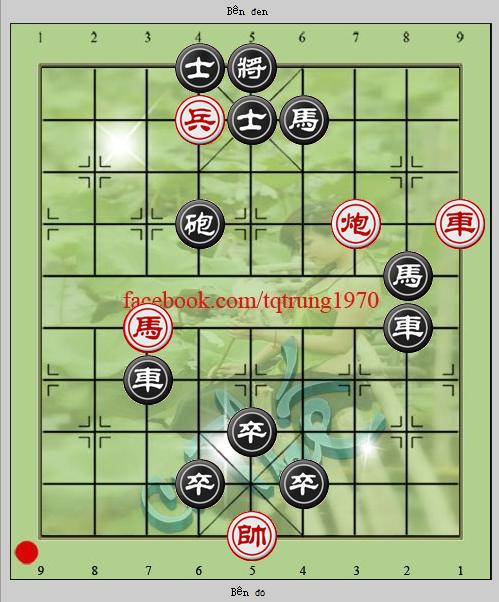 Bên đen
1 2 3 4 5 6 7 8 9
士 將
兵 士 馬
砲 炮 車
馬
facebook.com/tqtrung1970
馬 車
車
卒
卒 卒
帥
9 8 7 6 5 4 3 2 1
Bên đỏ